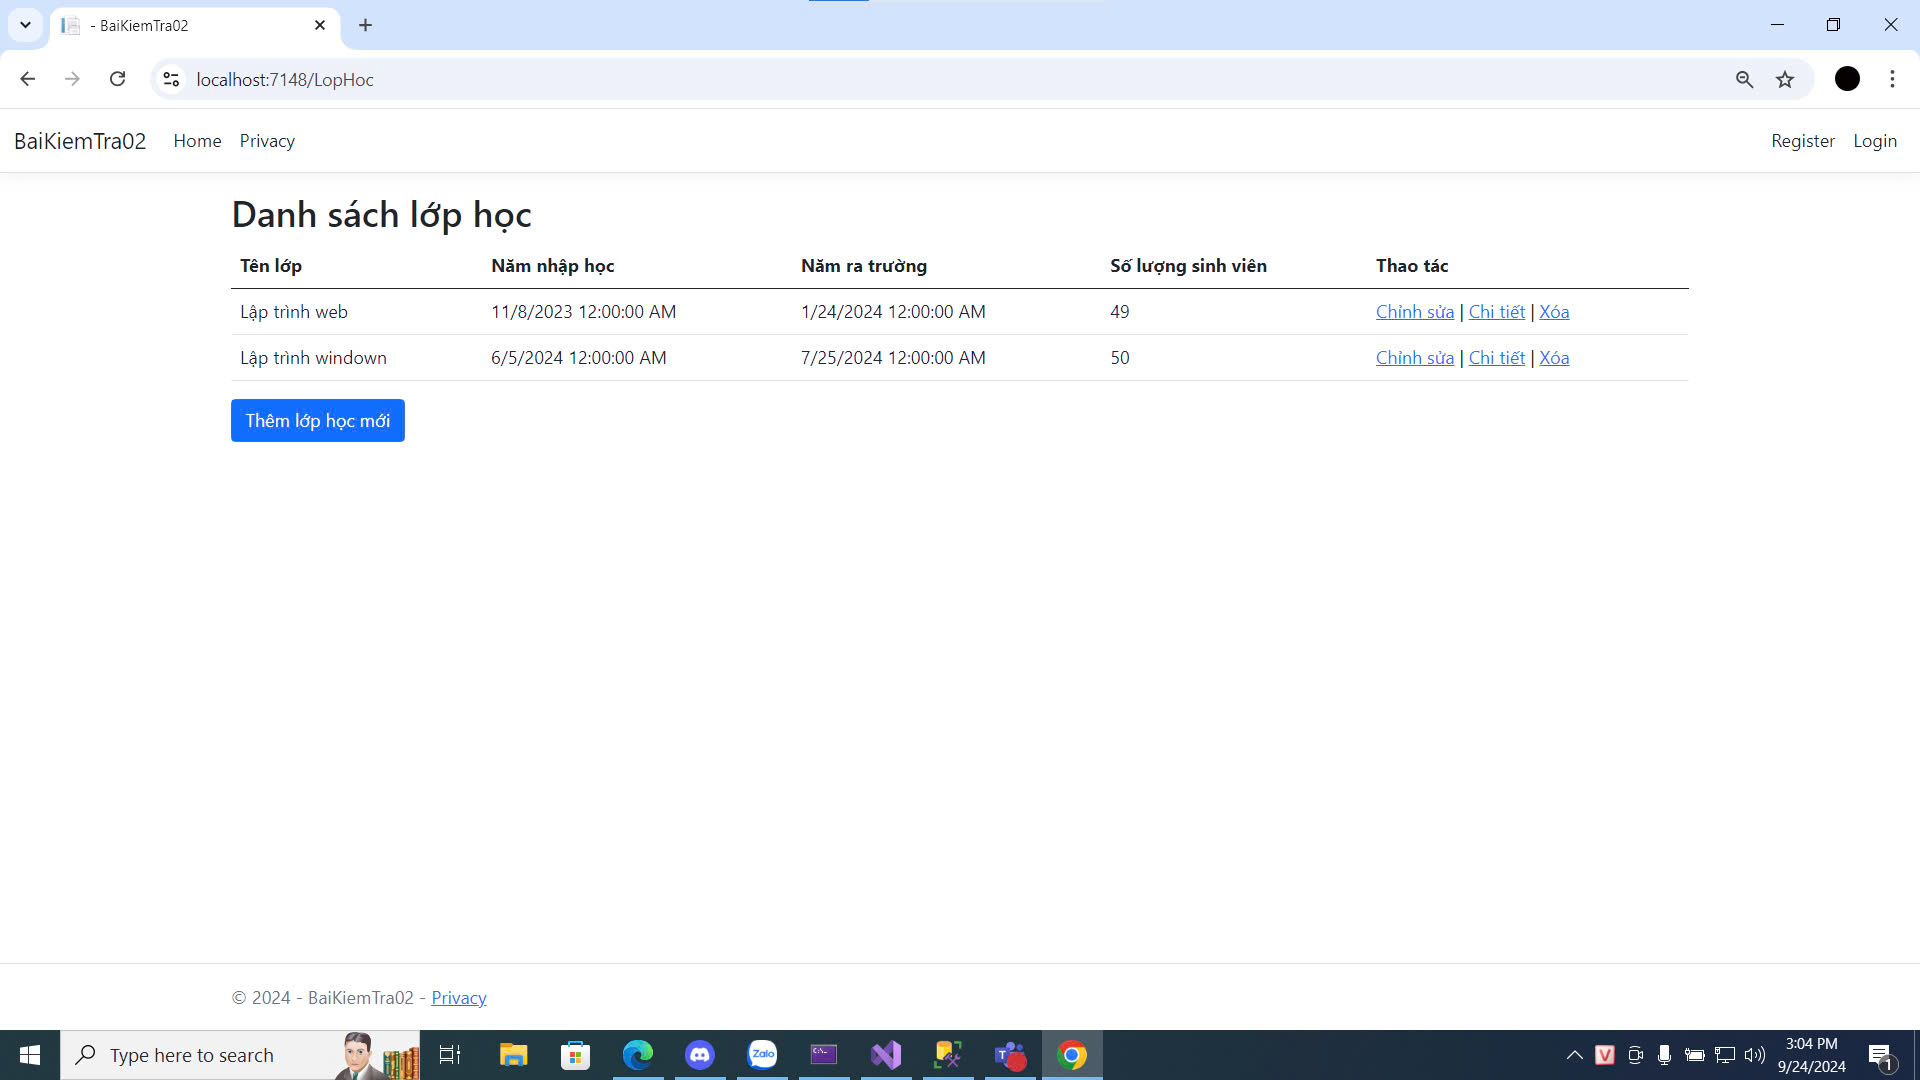 - BaiKiemTra02
localhost:7148/LopHoc
BaiKiemTra02 Home Privacy Register Login
Danh sách lớp học
Tên lớp Năm nhập học Năm ra trường Số lượng sinh viên Thao tác
Lập trình web 11/8/2023 12:00:00 AM 1/24/2024 12:00:00 AM 49 Chỉnh sửa | Chi tiết | Xóa
Lập trình windown 6/5/2024 12:00:00 AM 7/25/2024 12:00:00 AM 50 Chỉnh sửa | Chi tiết | Xóa
Thêm lớp học mới
© 2024 - BaiKiemTra02 - Privacy
Type here to search Zalo C:\_ T V 3:04 PM
9/24/2024 1